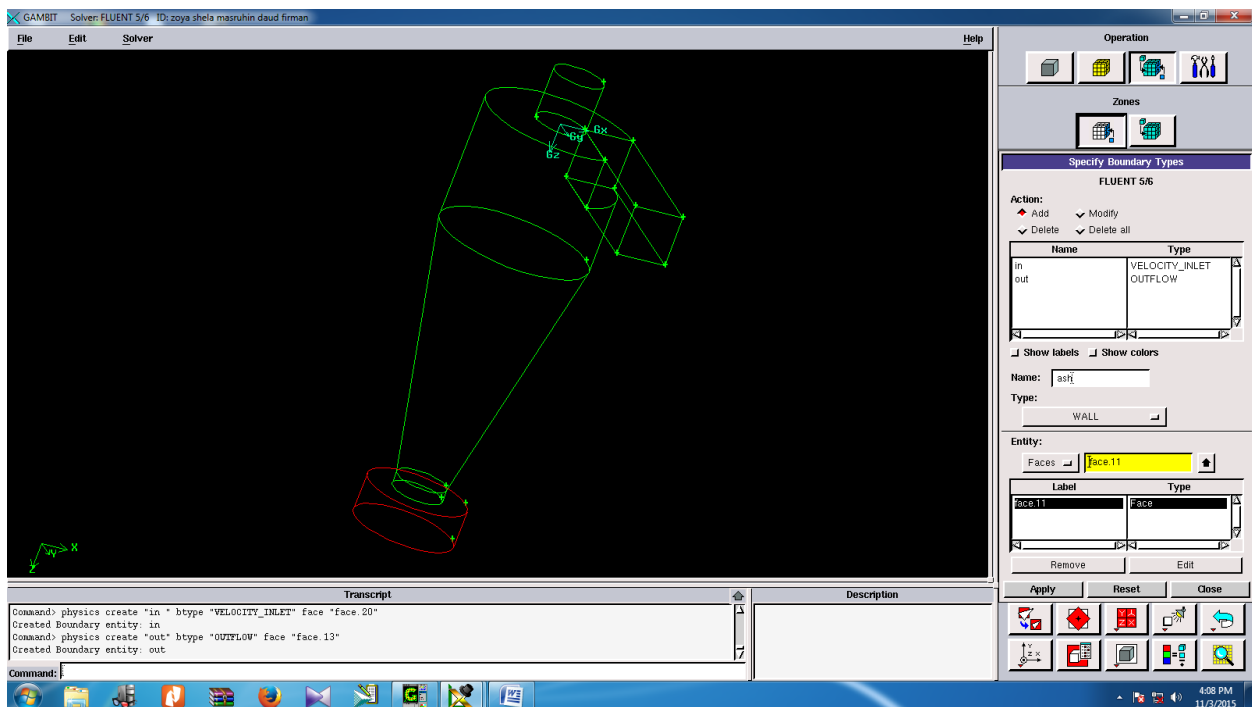 GAMBIT Solver: FLUENT 5/6 ID: zoya shela masruhin daud firman
File Edit Solver Help
Gx
Gy
Gz
X
Y
Z
Operation
Zones
Specify Boundary Types
FLUENT 5/6
Action:
Add Modify
Delete Delete all
Name Type
in VELOCITY_INLET
out OUTFLOW
Show labels Show colors
Name: ash
Type:
WALL
Entity:
Faces face.11
Label Type
face.11 Face
Remove Edit
Apply Reset Close
Transcript
Command> physics create "in " btype "VELOCITY_INLET" face "face.20"
Created Boundary entity: in
Command> physics create "out" btype "OUTFLOW" face "face.13"
Created Boundary entity: out
Command:
Description
4:08 PM
11/3/2015